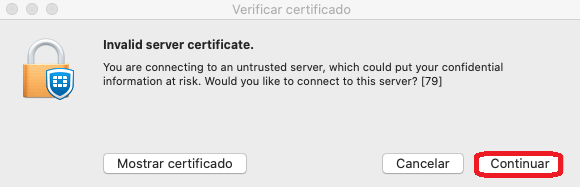 Verificar certificado
Invalid server certificate.
You are connecting to an untrusted server, which could put your confidential
information at risk. Would you like to connect to this server? [79]
Mostrar certificado
Cancelar
Continuar